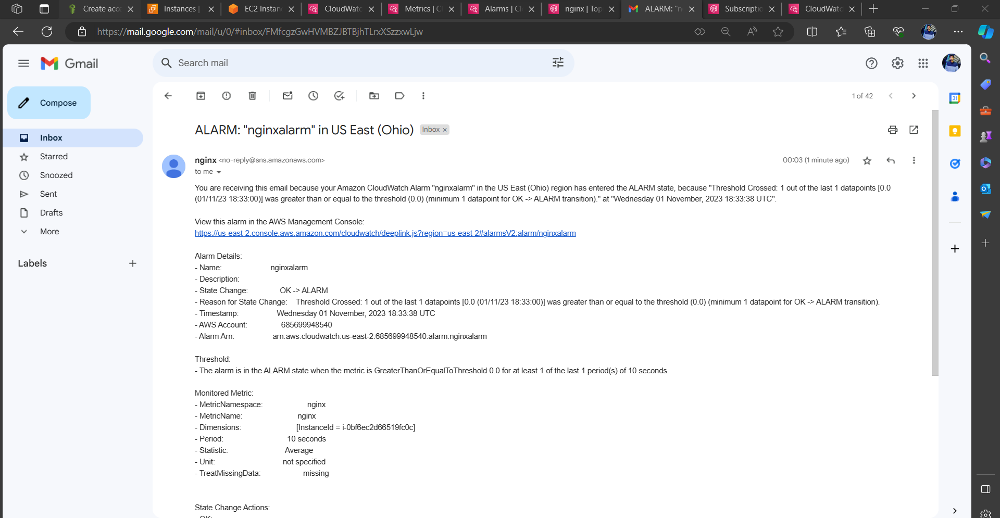 Create acce
Instances |
EC2 Instan
CloudWatc
Metrics | Cl
Alarms | Cl
nginx | Top
ALARM: "n
Subscriptio
CloudWatc
https://mail.google.com/mail/u/0/#inbox/FMfcgzGwHVMBZJBTBjhTLrxXSzzxwLjw
Gmail
Search mail
Compose
1 of 42
31
ALARM: "nginxalarm" in US East (Ohio) Inbox
Inbox
Starred
Snoozed
Sent
Drafts
More
Labels
nginx <no-reply@sns.amazonaws.com>
00:03 (1 minute ago)
to me
You are receiving this email because your Amazon CloudWatch Alarm "nginxalarm" in the US East (Ohio) region has entered the ALARM state, because "Threshold Crossed: 1 out of the last 1 datapoints [0.0
(01/11/23 18:33:00)] was greater than or equal to the threshold (0.0) (minimum 1 datapoint for OK -> ALARM transition)." at "Wednesday 01 November, 2023 18:33:38 UTC".
View this alarm in the AWS Management Console:
https://us-east-2.console.aws.amazon.com/cloudwatch/deeplink.js?region=us-east-2#alarmsV2:alarm/nginxalarm
Alarm Details:
- Name: nginxalarm
- Description:
- State Change: OK -> ALARM
- Reason for State Change: Threshold Crossed: 1 out of the last 1 datapoints [0.0 (01/11/23 18:33:00)] was greater than or equal to the threshold (0.0) (minimum 1 datapoint for OK -> ALARM transition).
- Timestamp: Wednesday 01 November, 2023 18:33:38 UTC
- AWS Account: 685699948540
- Alarm Arn: arn:aws:cloudwatch:us-east-2:685699948540:alarm:nginxalarm
Threshold:
- The alarm is in the ALARM state when the metric is GreaterThanOrEqualToThreshold 0.0 for at least 1 of the last 1 period(s) of 10 seconds.
Monitored Metric:
- MetricNamespace: nginx
- MetricName: nginx
- Dimensions: [InstanceId = i-0bf6ec2d66519fc0c]
- Period: 10 seconds
- Statistic: Average
- Unit: not specified
- TreatMissingData: missing
State Change Actions:
- OK: